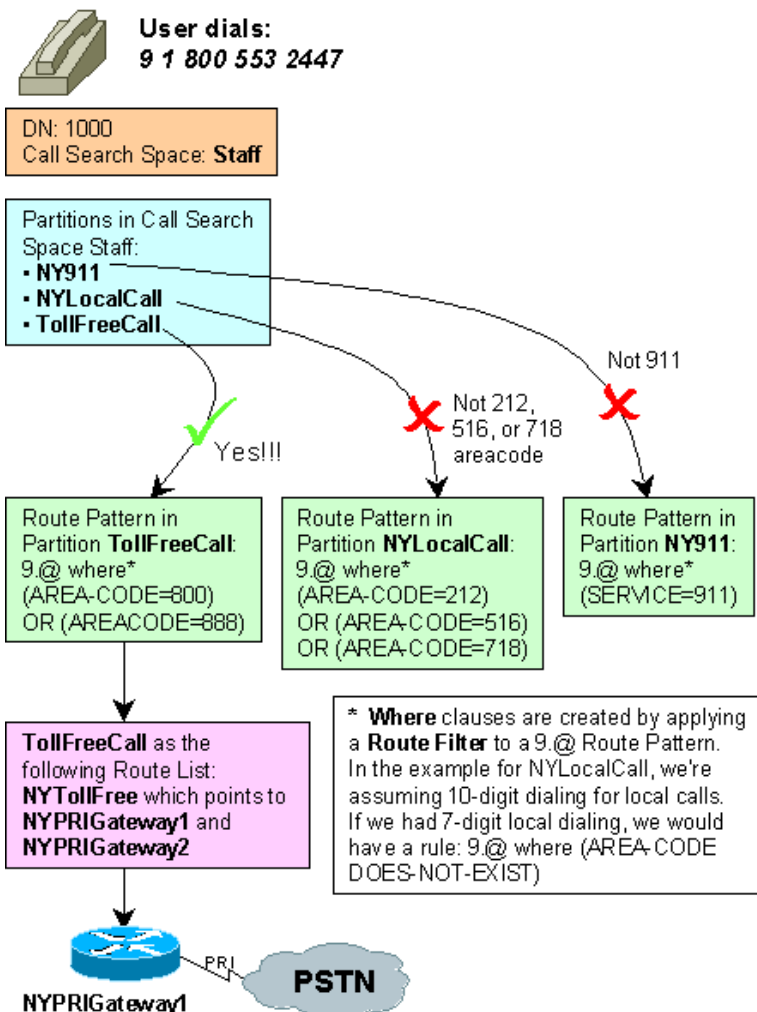 User dials:
9 1 800 553 2447
DN: 1000
Call Search Space: Staff
Partitions in Call Search
Space Staff:
▪ NY911
▪ NYLocalCall
▪ TollFreeCall
Yes!!!
Not 212,
516, or 718
areacode
Not 911
Route Pattern in
Partition TollFreeCall:
9.@ where*
(AREA-CODE=800)
OR (AREACODE=888)
Route Pattern in
Partition NYLocalCall:
9.@ where*
(AREA-CODE=212)
OR (AREA-CODE=516)
OR (AREA-CODE=718)
Route Pattern in
Partition NY911:
9.@ where*
(SERVICE=911)
TollFreeCall as the
following Route List:
NYTollFree which points to
NYPRIGateway1 and
NYPRIGateway2
* Where clauses are created by applying
a Route Filter to a 9.@ Route Pattern.
In the example for NYLocalCall, we're
assuming 10-digit dialing for local calls.
If we had 7-digit local dialing, we would
have a rule: 9.@ where (AREA-CODE
DOES-NOT-EXIST)
PRI
PSTN
NYPRIGateway1